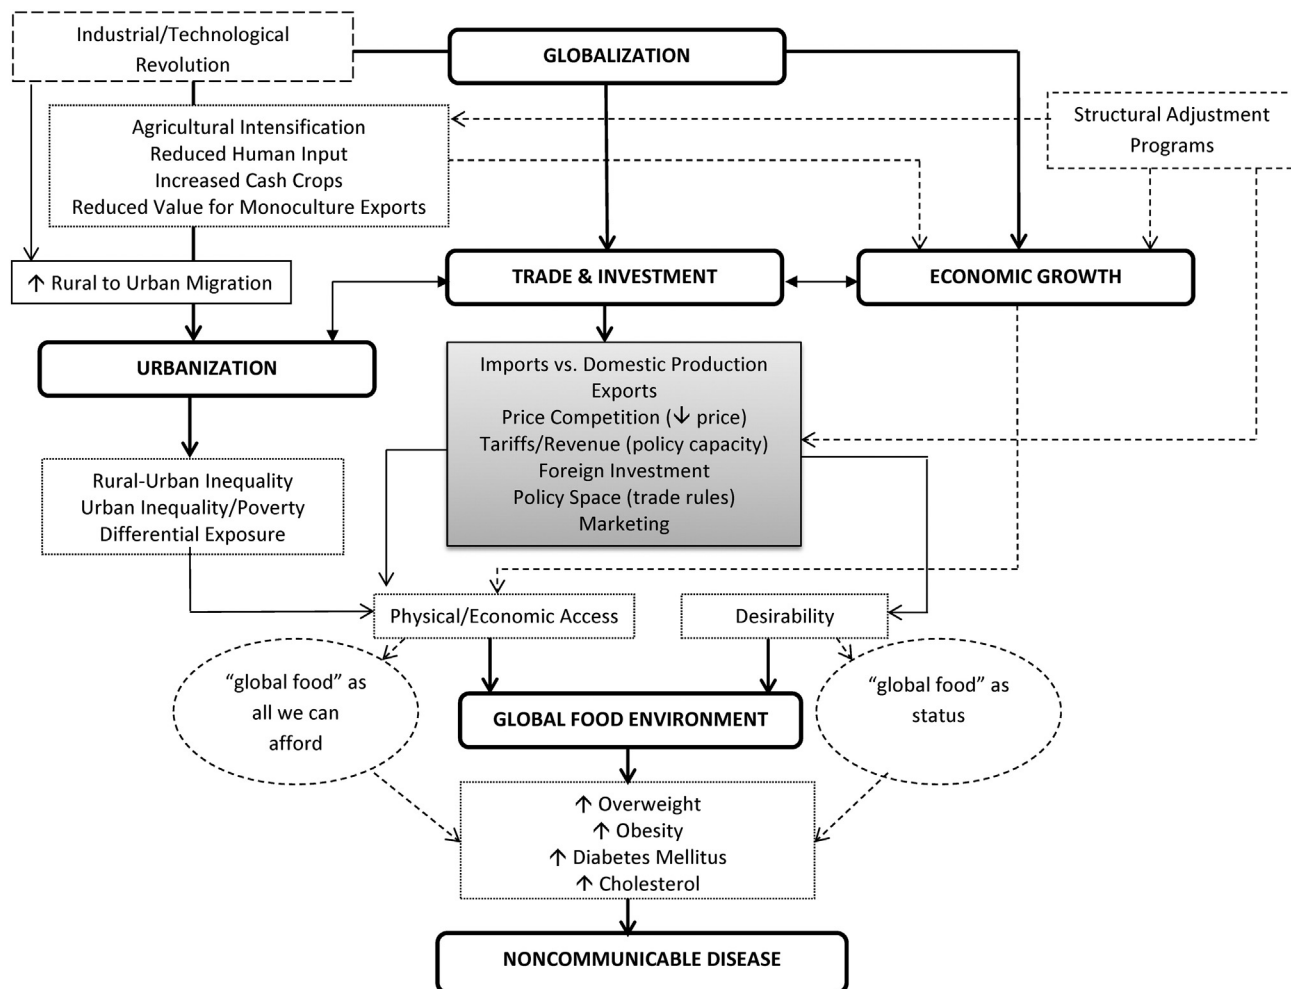 Industrial/Technological
Revolution
GLOBALIZATION
Structural Adjustment
Programs
Agricultural Intensification
Reduced Human Input
Increased Cash Crops
Reduced Value for Monoculture Exports
↑ Rural to Urban Migration
TRADE & INVESTMENT
ECONOMIC GROWTH
URBANIZATION
Imports vs. Domestic Production
Exports
Price Competition (↓ price)
Tariffs/Revenue (policy capacity)
Foreign Investment
Policy Space (trade rules)
Marketing
Rural-Urban Inequality
Urban Inequality/Poverty
Differential Exposure
Physical/Economic Access
Desirability
“global food” as
all we can
afford
GLOBAL FOOD ENVIRONMENT
“global food” as
status
↑ Overweight
↑ Obesity
↑ Diabetes Mellitus
↑ Cholesterol
NONCOMMUNICABLE DISEASE